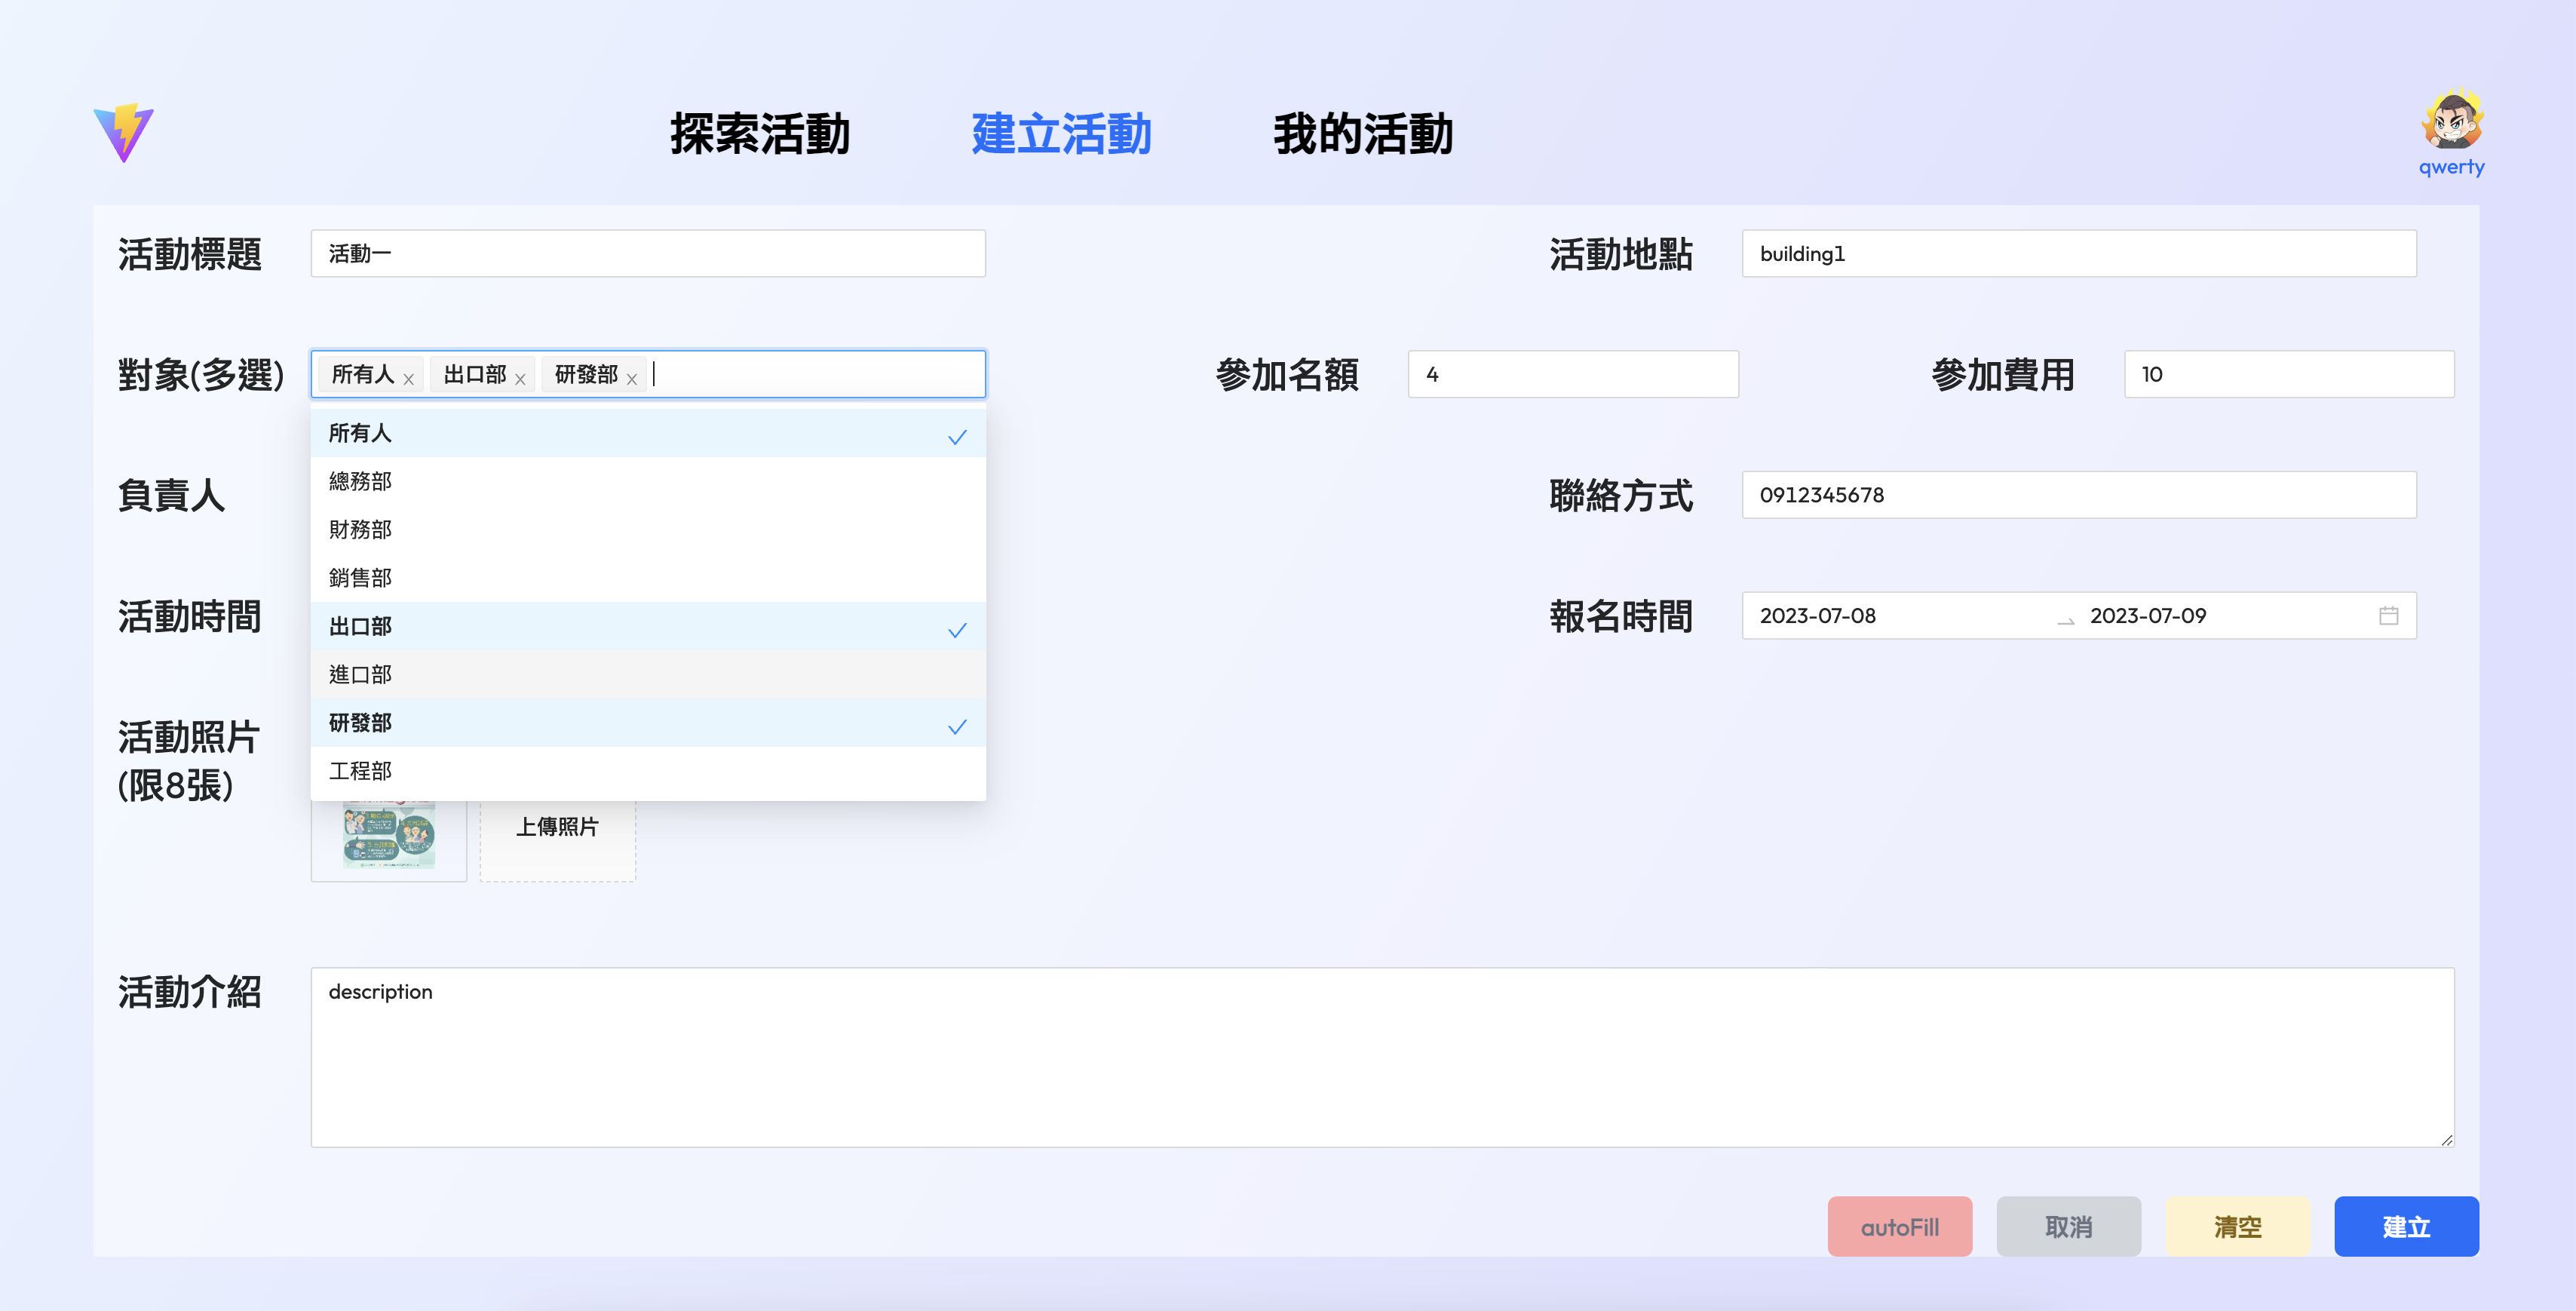 探索活動
建立活動
我的活動
qwerty
活動標題
活動一
活動地點
building1
對象(多選)
所有人 x 出口部 x 研發部 x
參加名額
4
參加費用
10
所有人
總務部
財務部
銷售部
出口部
進口部
研發部
工程部
負責人
聯絡方式
0912345678
活動時間
報名時間
2023-07-08
2023-07-09
活動照片
(限8張)
上傳照片
活動介紹
description
autoFill
取消
清空
建立